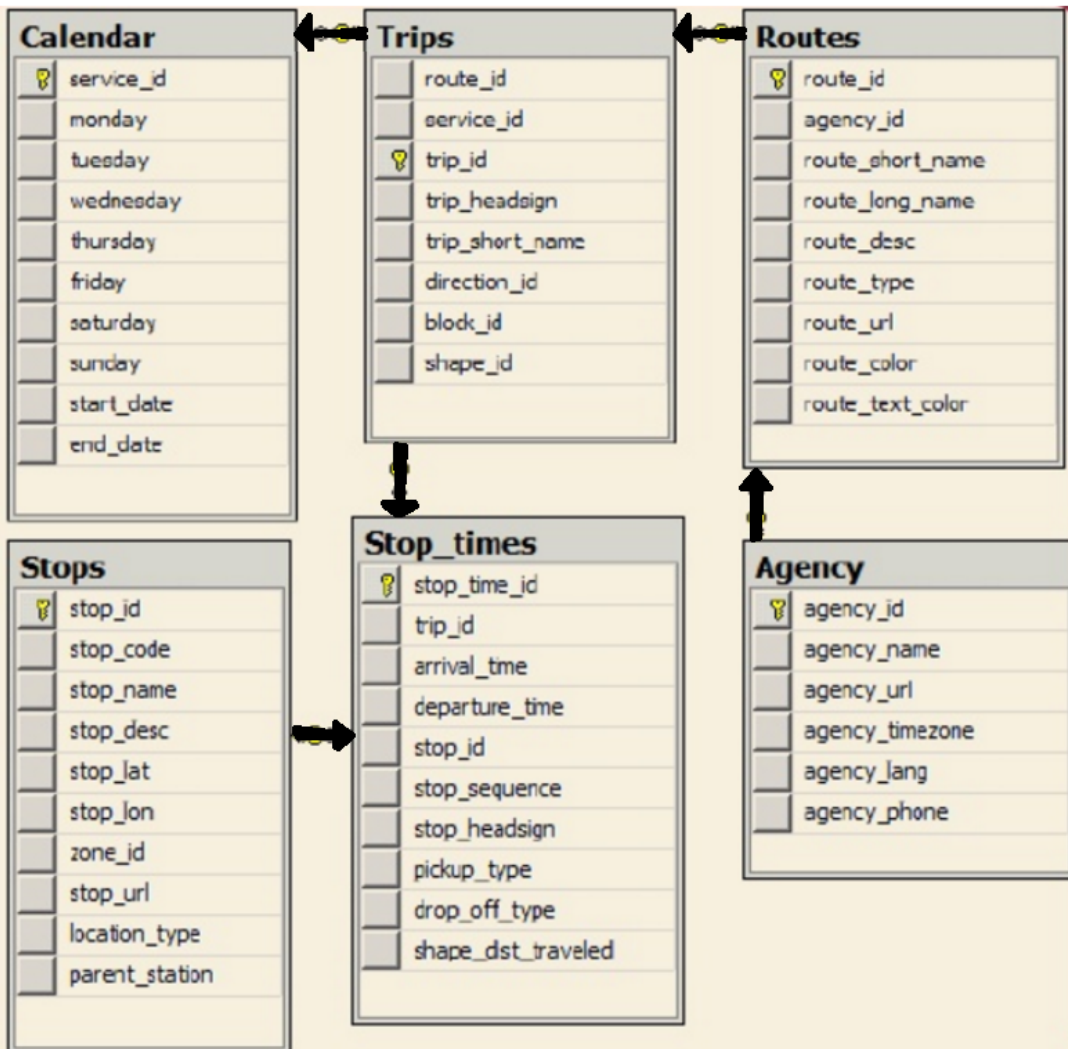 Calendar
service_id
monday
tuesday
wednesday
thursday
friday
saturday
sunday
start_date
end_date
Trips
route_id
service_id
trip_id
trip_headsign
trip_short_name
direction_id
block_id
shape_id
Routes
route_id
agency_id
route_short_name
route_long_name
route_desc
route_type
route_url
route_color
route_text_color
Stops
stop_id
stop_code
stop_name
stop_desc
stop_lat
stop_lon
zone_id
stop_url
location_type
parent_station
Stop_times
stop_time_id
trip_id
arrival_time
departure_time
stop_id
stop_sequence
stop_headsign
pickup_type
drop_off_type
shape_dist_traveled
Agency
agency_id
agency_name
agency_url
agency_timezone
agency_lang
agency_phone